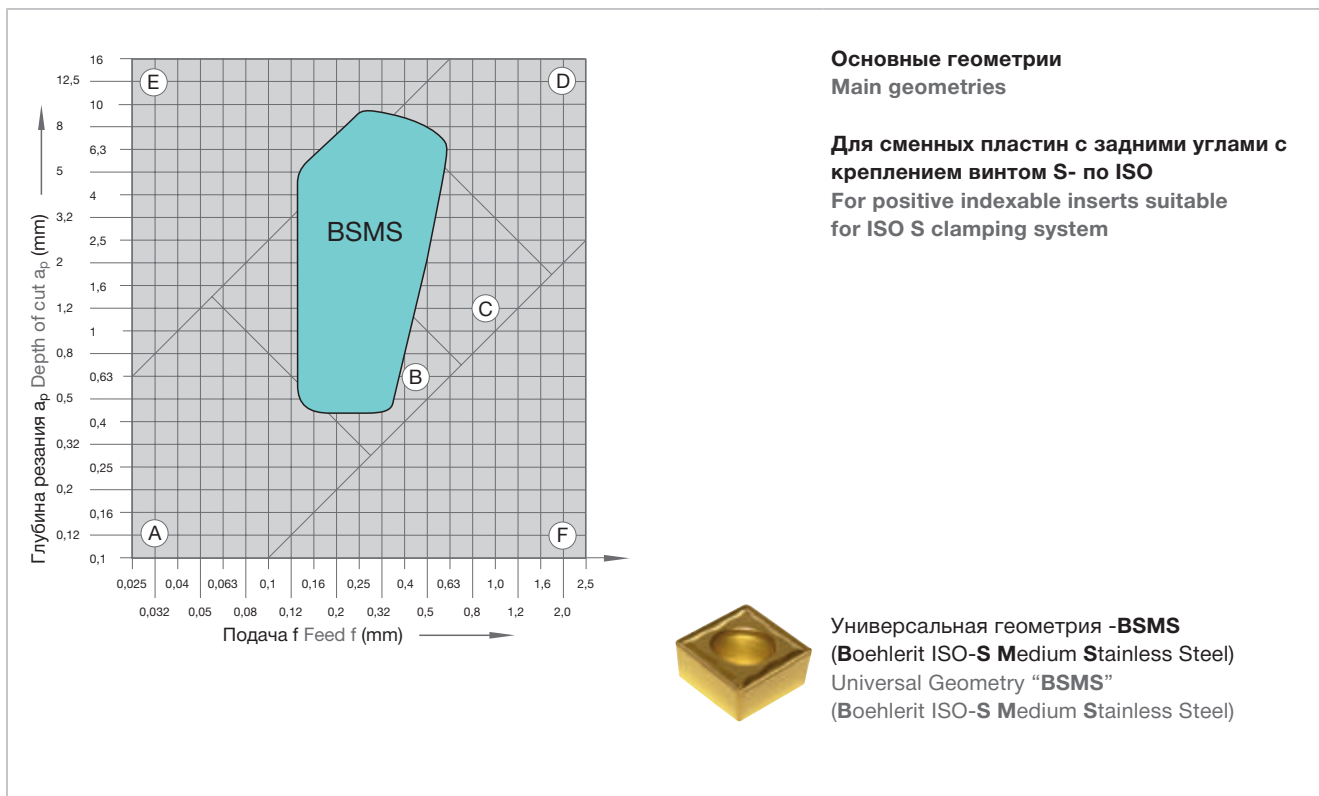 16
12,5
10
8
6,3
5
4
3,2
2,5
2
1,6
1,2
1
0,8
0,63
0,5
0,4
0,32
0,25
0,2
0,16
0,12
0,1
Глубина резания aₚ Depth of cut aₚ (mm)
E
D
BSMS
C
B
A
F
0,025 0,04 0,063 0,1 0,16 0,25 0,4 0,63 1,0 1,6 2,5
0,032 0,05 0,08 0,12 0,2 0,32 0,5 0,8 1,2 2,0
Подача f Feed f (mm)
Основные геометрии
Main geometries
Для сменных пластин с задними углами с
креплением винтом S- по ISO
For positive indexable inserts suitable
for ISO S clamping system
Универсальная геометрия -BSMS
(Boehlerit ISO-S Medium Stainless Steel)
Universal Geometry “BSMS”
(Boehlerit ISO-S Medium Stainless Steel)